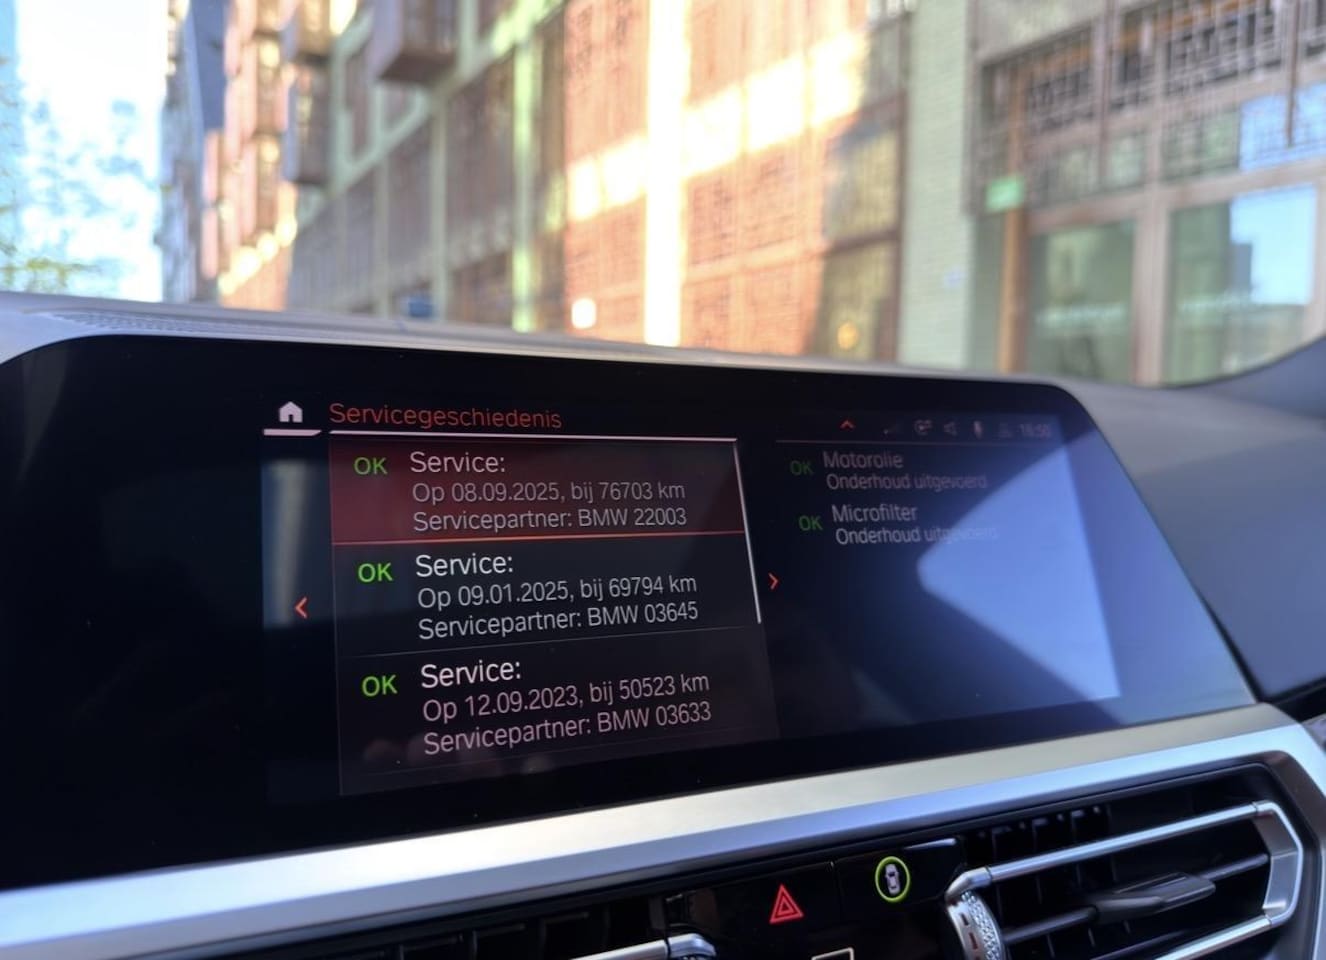 Servicegeschiedenis
OK Service:
Op 08.09.2025, bij 76703 km
Servicepartner: BMW 22003
OK Service:
Op 09.01.2025, bij 69794 km
Servicepartner: BMW 03645
OK Service:
Op 12.09.2023, bij 50523 km
Servicepartner: BMW 03633
OK Motorolie
Onderhoud uitgevoerd
OK Microfilter
Onderhoud uitgevoerd